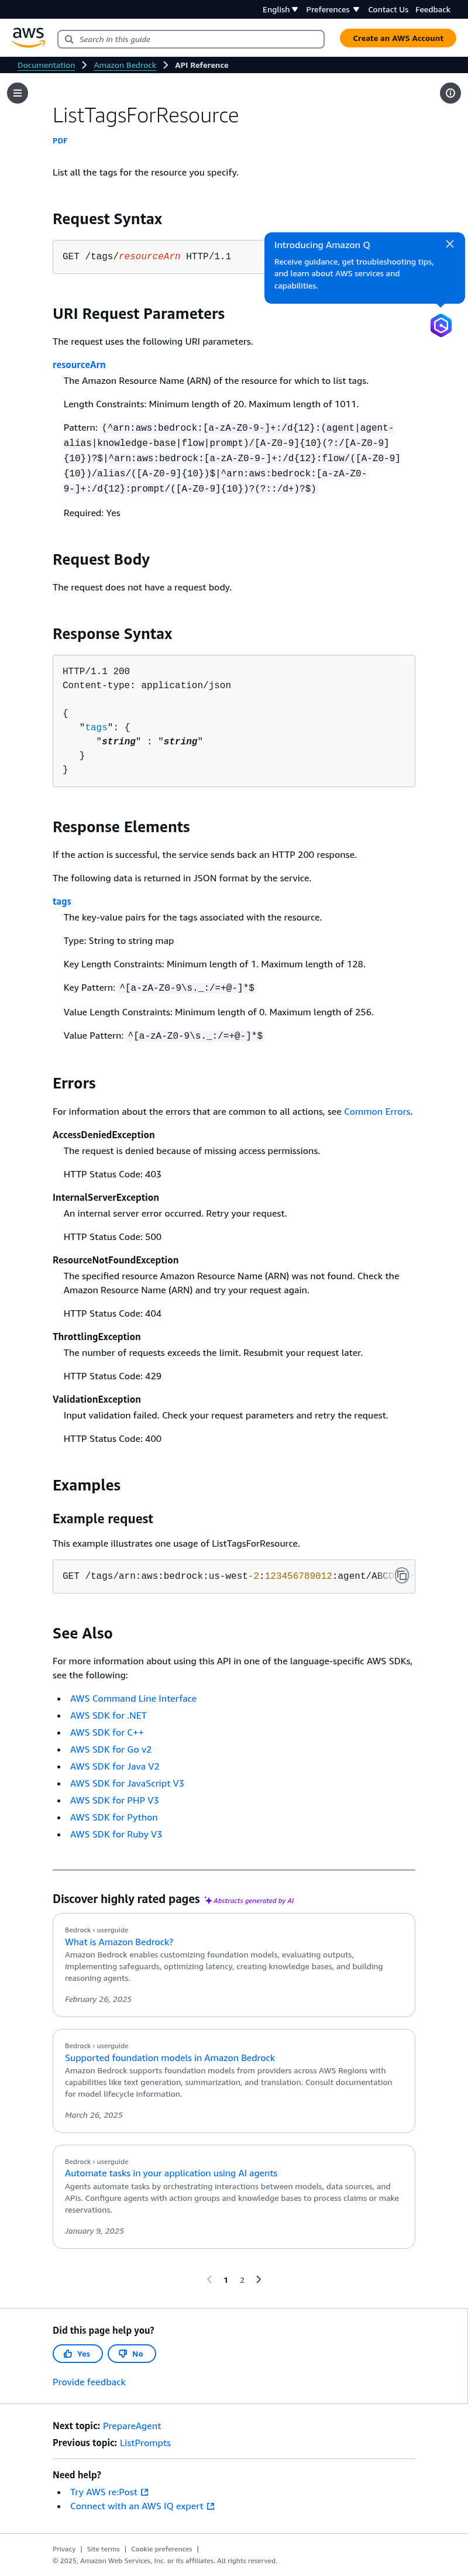 English Preferences Contact Us Feedback
aws
Search in this guide
Create an AWS Account
Documentation Amazon Bedrock API Reference
ListTagsForResource
PDF
List all the tags for the resource you specify.
Request Syntax
GET /tags/resourceArn HTTP/1.1
Introducing Amazon Q
Receive guidance, get troubleshooting tips,
and learn about AWS services and
capabilities.
URI Request Parameters
The request uses the following URI parameters.
resourceArn
The Amazon Resource Name (ARN) of the resource for which to list tags.
Length Constraints: Minimum length of 20. Maximum length of 1011.
Pattern: (^arn:aws:bedrock:[a-zA-Z0-9-]+:/d{12}:(agent|agent-
alias|knowledge-base|flow|prompt)/[A-Z0-9]{10}(?:/[A-Z0-9]
{10})?$|^arn:aws:bedrock:[a-zA-Z0-9-]+:/d{12}:flow/([A-Z0-9]
{10})/alias/([A-Z0-9]{10})$|^arn:aws:bedrock:[a-zA-Z0-
9-]+:/d{12}:prompt/([A-Z0-9]{10})?(?::/d+)?$)
Required: Yes
Request Body
The request does not have a request body.
Response Syntax
HTTP/1.1 200
Content-type: application/json
{
"tags": {
"string" : "string"
}
}
Response Elements
If the action is successful, the service sends back an HTTP 200 response.
The following data is returned in JSON format by the service.
tags
The key-value pairs for the tags associated with the resource.
Type: String to string map
Key Length Constraints: Minimum length of 1. Maximum length of 128.
Key Pattern: ^[a-zA-Z0-9\s._:/=+@-]*$
Value Length Constraints: Minimum length of 0. Maximum length of 256.
Value Pattern: ^[a-zA-Z0-9\s._:/=+@-]*$
Errors
For information about the errors that are common to all actions, see Common Errors.
AccessDeniedException
The request is denied because of missing access permissions.
HTTP Status Code: 403
InternalServerException
An internal server error occurred. Retry your request.
HTTP Status Code: 500
ResourceNotFoundException
The specified resource Amazon Resource Name (ARN) was not found. Check the
Amazon Resource Name (ARN) and try your request again.
HTTP Status Code: 404
ThrottlingException
The number of requests exceeds the limit. Resubmit your request later.
HTTP Status Code: 429
ValidationException
Input validation failed. Check your request parameters and retry the request.
HTTP Status Code: 400
Examples
Example request
This example illustrates one usage of ListTagsForResource.
GET /tags/arn:aws:bedrock:us-west-2:123456789012:agent/ABCD
See Also
For more information about using this API in one of the language-specific AWS SDKs,
see the following:
• AWS Command Line Interface
• AWS SDK for .NET
• AWS SDK for C++
• AWS SDK for Go v2
• AWS SDK for Java V2
• AWS SDK for JavaScript V3
• AWS SDK for PHP V3
• AWS SDK for Python
• AWS SDK for Ruby V3
Discover highly rated pages Abstracts generated by AI
Bedrock › userguide
What is Amazon Bedrock?
Amazon Bedrock enables customizing foundation models, evaluating outputs,
implementing safeguards, optimizing latency, creating knowledge bases, and building
reasoning agents.
February 26, 2025
Bedrock › userguide
Supported foundation models in Amazon Bedrock
Amazon Bedrock supports foundation models from providers across AWS Regions with
capabilities like text generation, summarization, and translation. Consult documentation
for model lifecycle information.
March 26, 2025
Bedrock › userguide
Automate tasks in your application using AI agents
Agents automate tasks by orchestrating interactions between models, data sources, and
APIs. Configure agents with action groups and knowledge bases to process claims or make
reservations.
January 9, 2025
1 2
Did this page help you?
Yes No
Provide feedback
Next topic: PrepareAgent
Previous topic: ListPrompts
Need help?
• Try AWS re:Post
• Connect with an AWS IQ expert
Privacy | Site terms | Cookie preferences |
© 2025, Amazon Web Services, Inc. or its affiliates. All rights reserved.